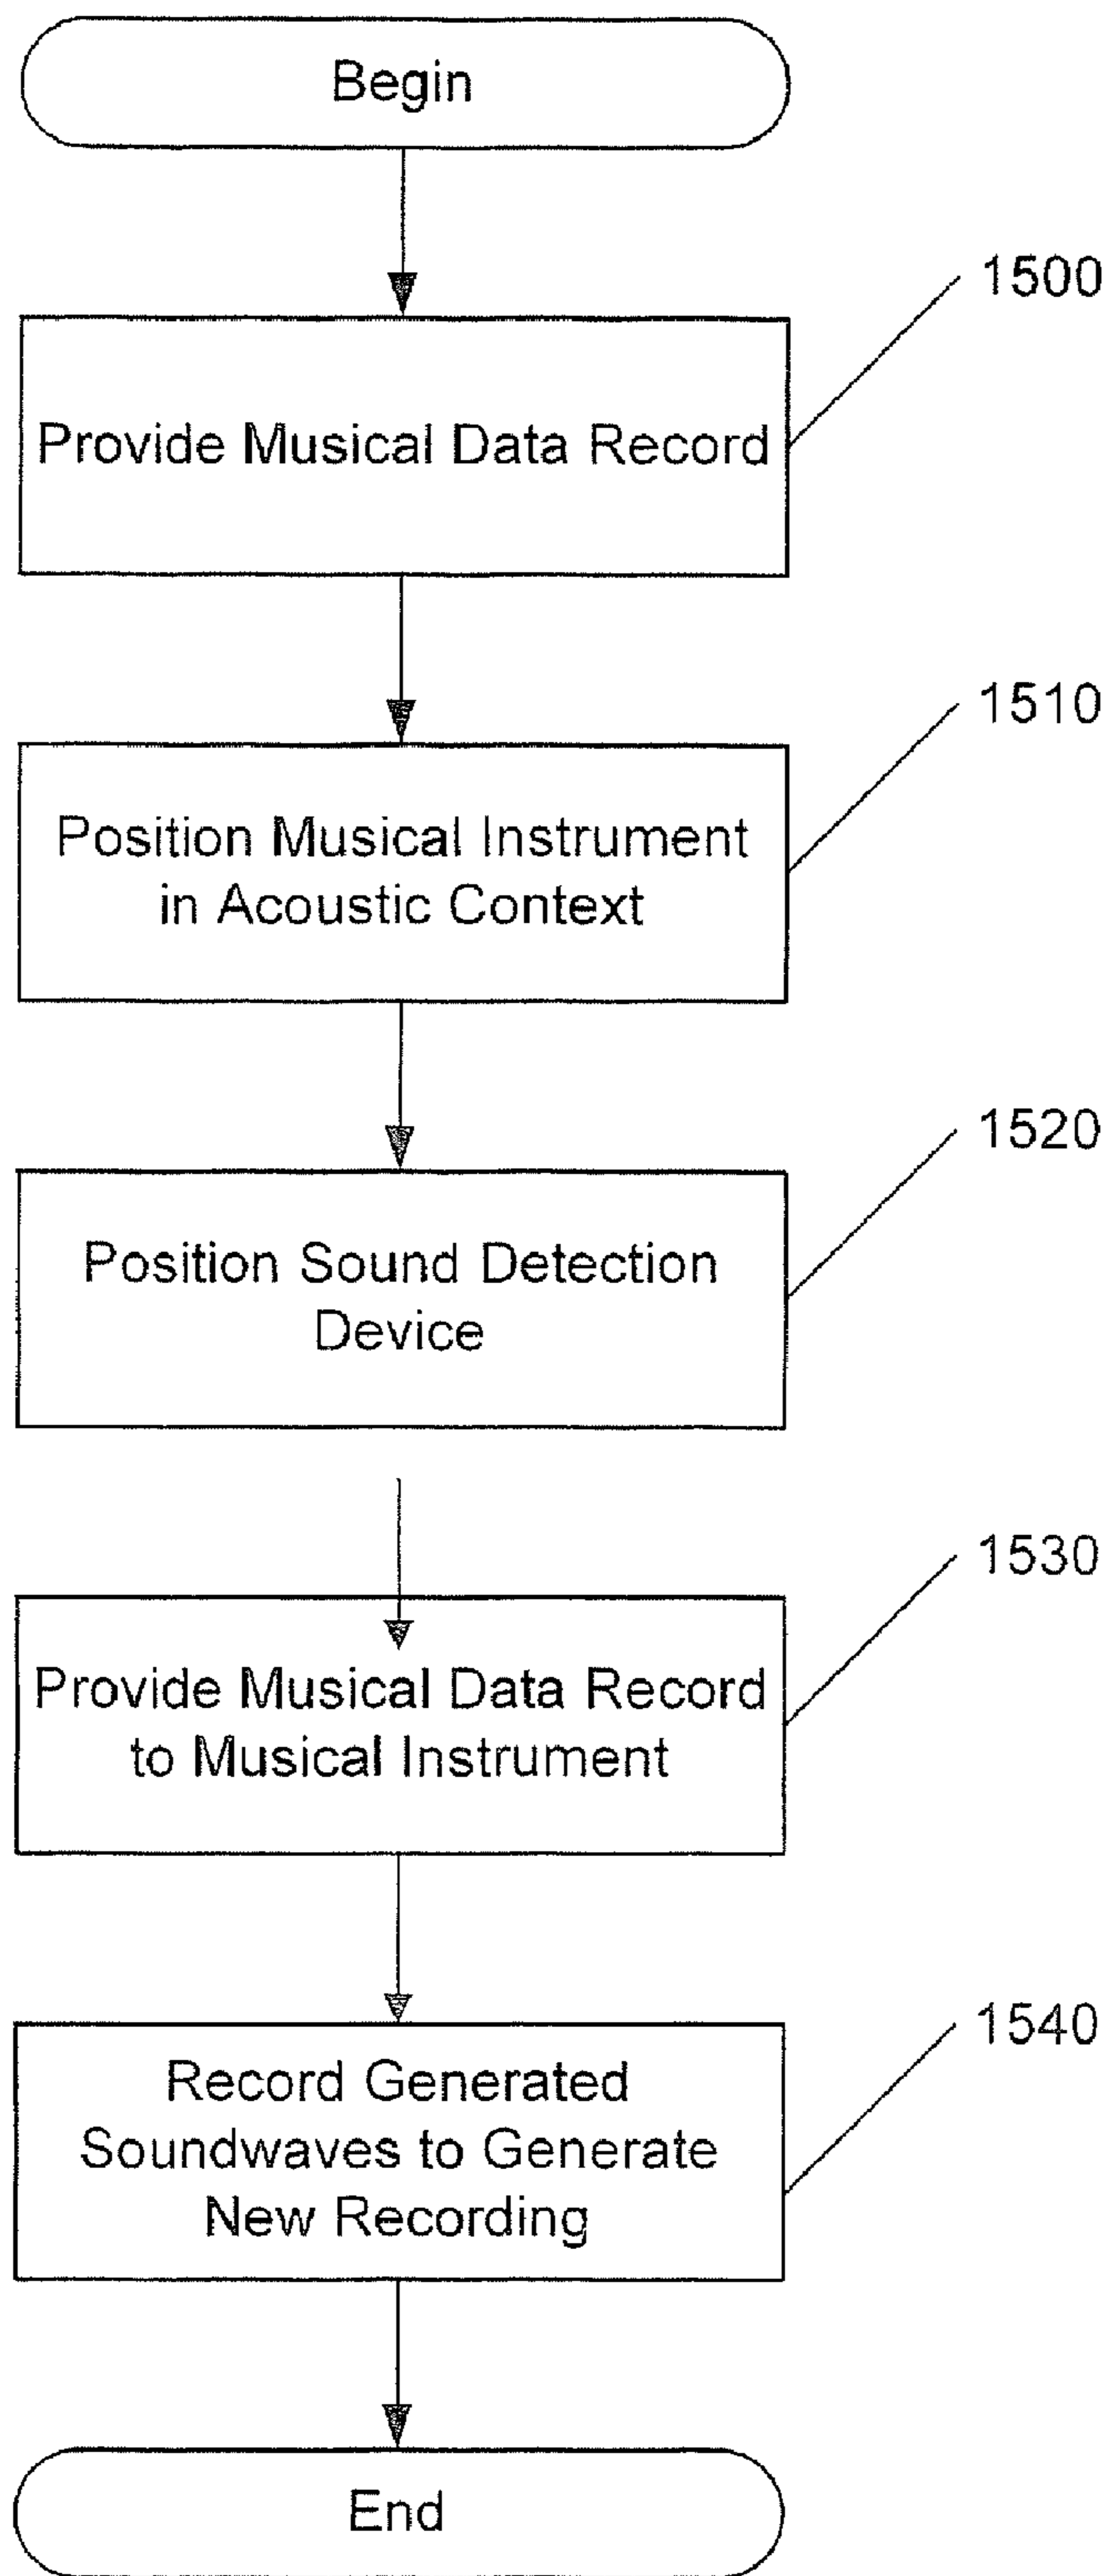 Begin
1500
Provide Musical Data Record
1510
Position Musical Instrument
in Acoustic Context
1520
Position Sound Detection
Device
1530
Provide Musical Data Record
to Musical Instrument
1540
Record Generated
Soundwaves to Generate
New Recording
End